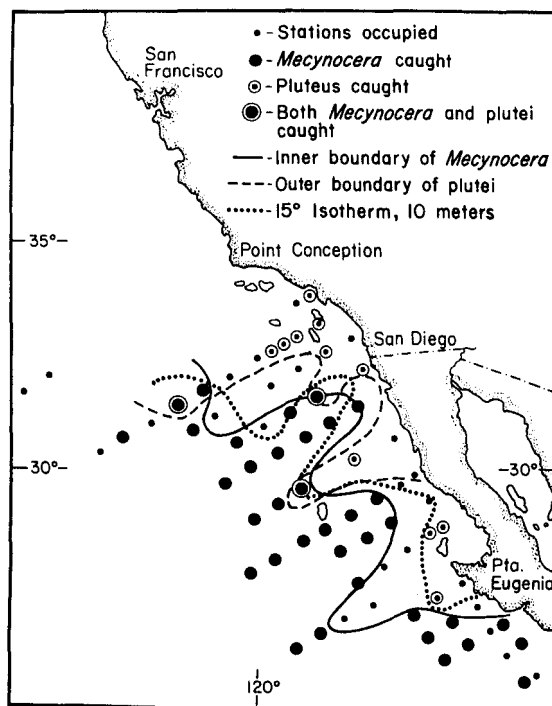 San
Francisco
- Stations occupied
- Mecynocera caught
- Pluteus caught
- Both Mecynocera and plutei
caught
- Inner boundary of Mecynocera
- Outer boundary of plutei
15° Isotherm, 10 meters
35°
Point Conception
San Diego
30°
30°
Pta.
Eugenia
120°